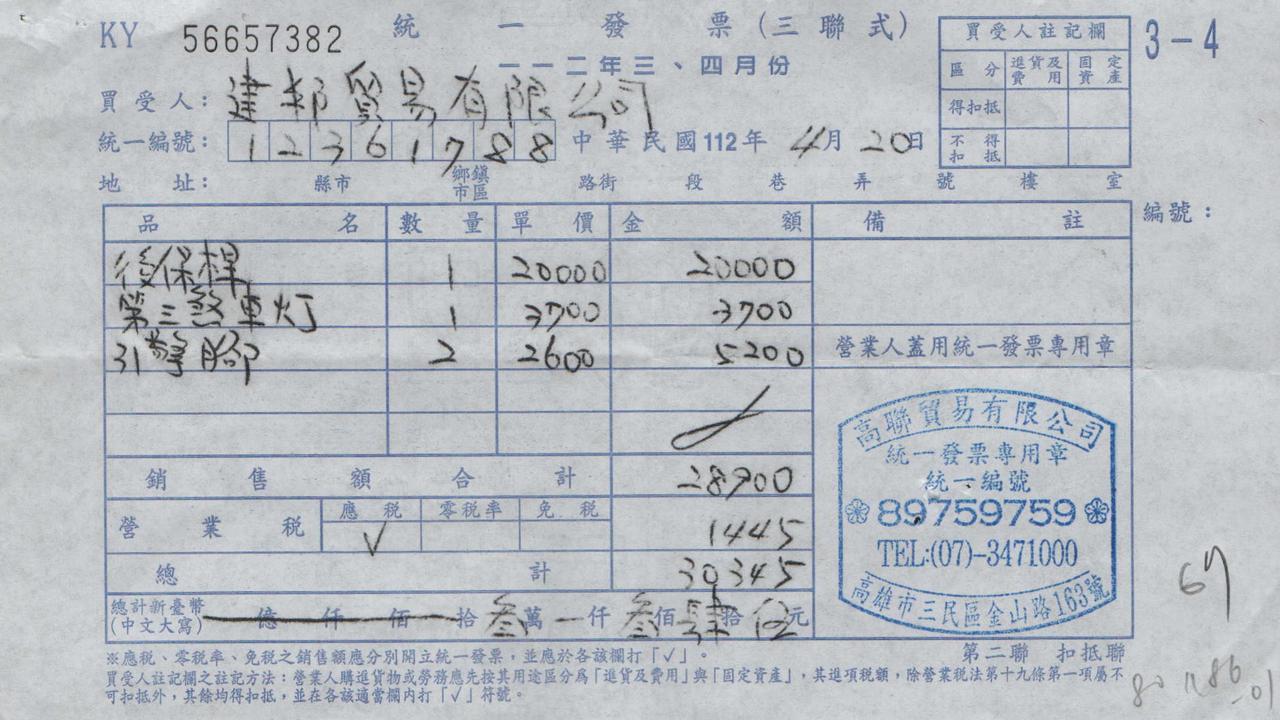 KY 56657382 統一發票(三聯式) 3-4
一一二年三、四月份
買受人: 建邦貿易有限公司
統一編號: 12361788 中華民國112年 4月 20日
地址: 縣市 鄉鎮市區 路街 段 巷 弄 號 樓 室
買受人註記欄
區分 進貨及費用 固定資產
得扣抵
不得扣抵
編號:
品名 數量 單價 金額 備註
後保桿 1 20000 20000
第三煞車灯 1 3700 3700
引擎腳 2 2600 5200
營業人蓋用統一發票專用章
銷售額合計 28900
營業稅 應稅 零稅率 免稅 1445
√
總計 30345
總計新臺幣
(中文大寫) 億 仟 佰 拾 叁萬 一仟 叁佰 肆拾 伍元
高聯貿易有限公司
統一發票專用章
統一編號
89759759
TEL:(07)-3471000
高雄市三民區金山路163號
第二聯 扣抵聯
※應稅、零稅率、免稅之銷售額應分別開立統一發票,並應於各該欄打「√」。
買受人註記欄之註記方法:營業人購進貨物或勞務應先按其用途區分為「進貨及費用」與「固定資產」,其進項稅額,除營業稅法第十九條第一項屬不
可扣抵外,其餘均得扣抵,並在各該適當欄內打「√」符號。